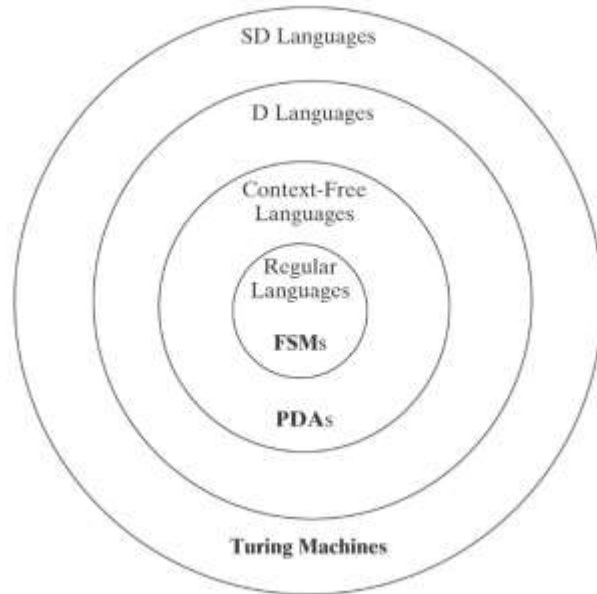 SD Languages
D Languages
Context-Free
Languages
Regular
Languages
FSMs
PDAs
Turing Machines